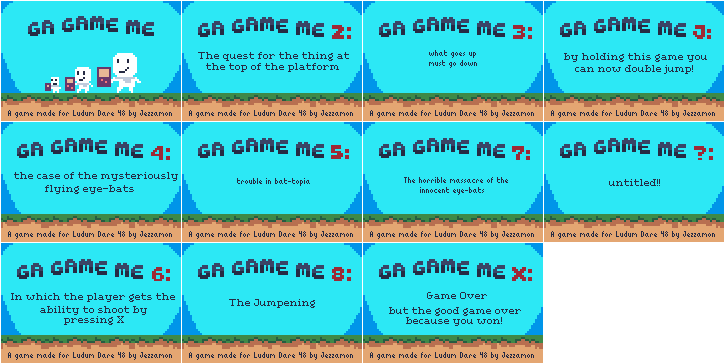 GA GAME ME
A game made for Ludum Dare 48 by Jezzamon
GA GAME ME 2:
The quest for the thing at
the top of the platform
A game made for Ludum Dare 48 by Jezzamon
GA GAME ME 3:
what goes up
must go down
A game made for Ludum Dare 48 by Jezzamon
GA GAME ME J:
by holding this game you
can now double jump!
A game made for Ludum Dare 48 by Jezzamon
GA GAME ME 4:
the case of the mysteriously
flying eye-bats
A game made for Ludum Dare 48 by Jezzamon
GA GAME ME 5:
trouble in bat-topia
A game made for Ludum Dare 48 by Jezzamon
GA GAME ME 7:
The horrible massacre of the
innocent eye-bats
A game made for Ludum Dare 48 by Jezzamon
GA GAME ME ?:
untitled!!
A game made for Ludum Dare 48 by Jezzamon
GA GAME ME 6:
In which the player gets the
ability to shoot by
pressing X
A game made for Ludum Dare 48 by Jezzamon
GA GAME ME 8:
The Jumpening
A game made for Ludum Dare 48 by Jezzamon
GA GAME ME X:
Game Over
but the good game over
because you won!
A game made for Ludum Dare 48 by Jezzamon